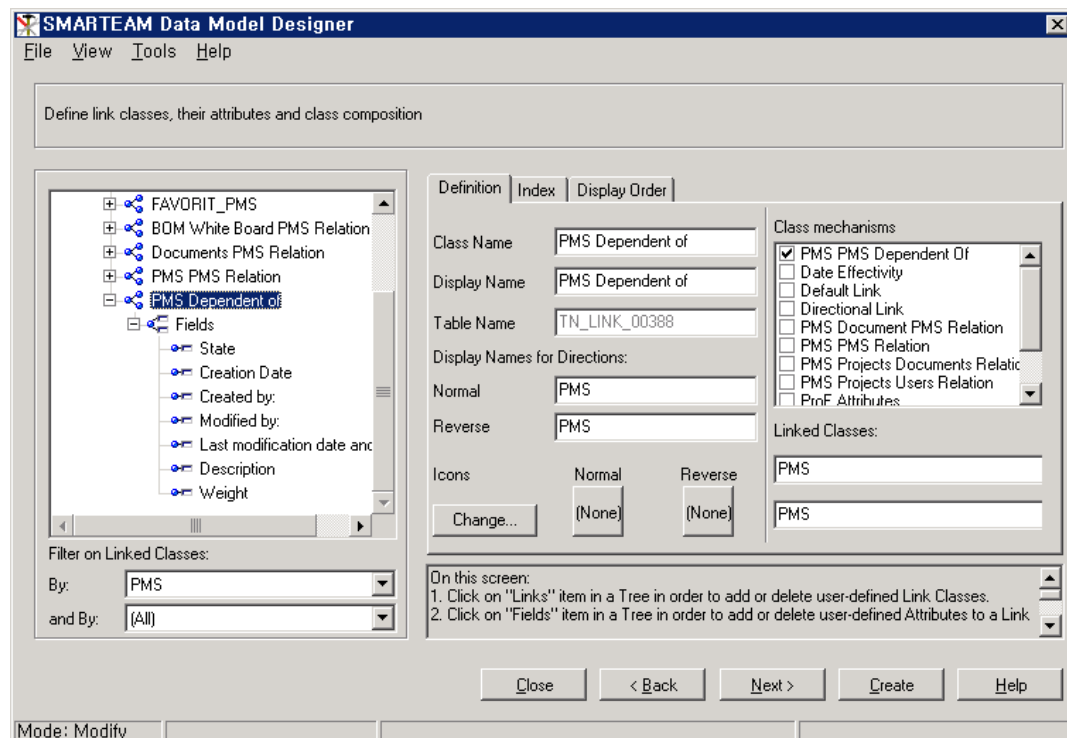 SMARTEAM Data Model Designer
File View Tools Help
Define link classes, their attributes and class composition
FAVORIT_PMS
BOM White Board PMS Relation
Documents PMS Relation
PMS PMS Relation
PMS Dependent of
Fields
State
Creation Date
Created by:
Modified by:
Last modification date and
Description
Weight
Filter on Linked Classes:
By: PMS
and By: (All)
Definition Index Display Order
Class Name PMS Dependent of
Display Name PMS Dependent of
Table Name TN_LINK_00388
Display Names for Directions:
Normal PMS
Reverse PMS
Icons Normal Reverse
Change... (None) (None)
Class mechanisms
PMS PMS Dependent Of
Date Effectivity
Default Link
Directional Link
PMS Document PMS Relation
PMS PMS Relation
PMS Projects Documents Relatic
PMS Projects Users Relation
ProE Attributes
Linked Classes:
PMS
PMS
On this screen:
1. Click on "Links" item in a Tree in order to add or delete user-defined Link Classes.
2. Click on "Fields" item in a Tree in order to add or delete user-defined Attributes to a Link
Close < Back Next > Create Help
Mode: Modify